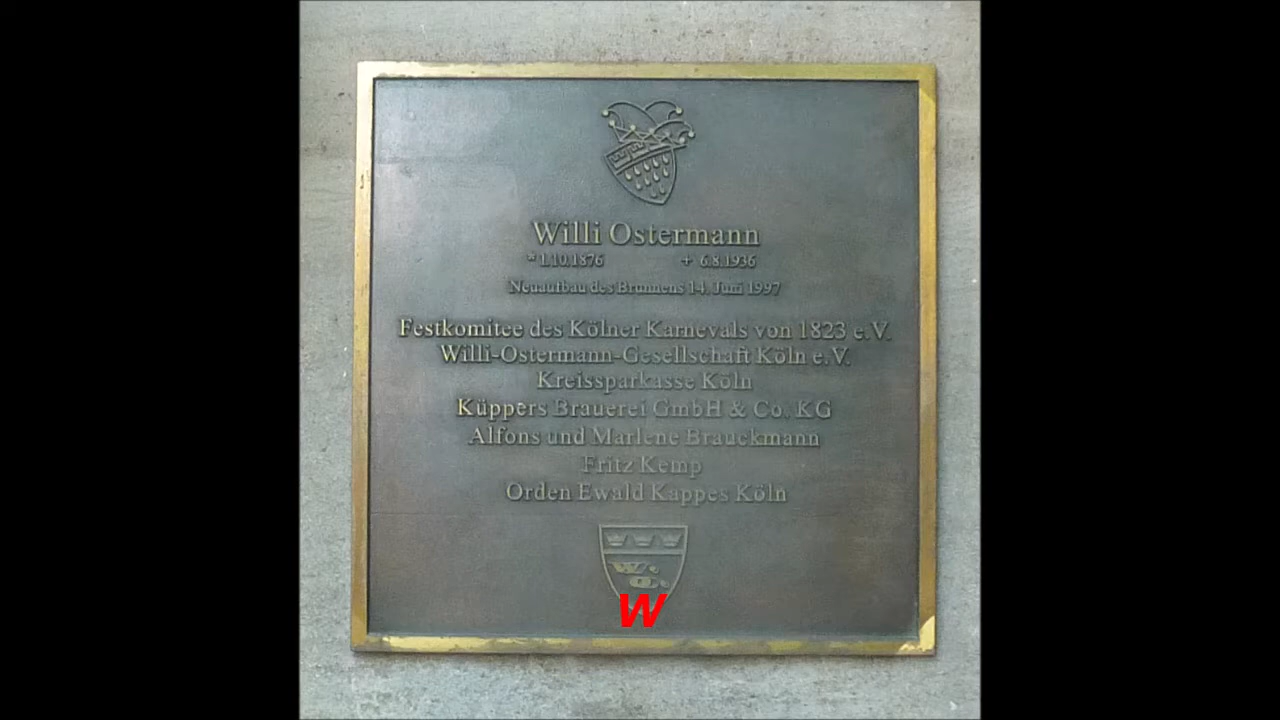 Willi Ostermann
* 1.10.1876 + 6.8.1936
Neuaufbau des Brunnens 14. Juni 1997
Festkomitee des Kölner Karnevals von 1823 e.V.
Willi-Ostermann-Gesellschaft Köln e.V.
Kreissparkasse Köln
Küppers Brauerei GmbH & Co. KG
Alfons und Marlene Brauckmann
Fritz Kemp
Orden Ewald Kappes Köln
W.
O.
W